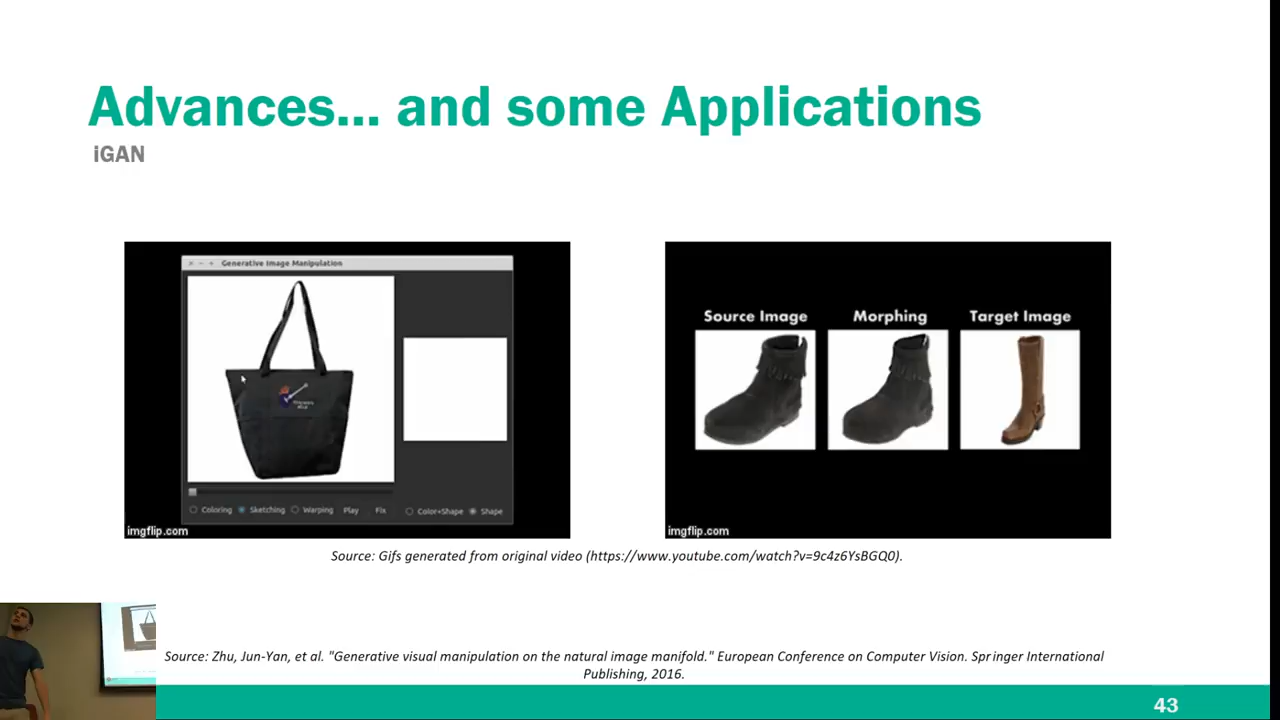 Advances... and some Applications
iGAN
Generative Image Manipulation
Coloring Sketching Warping Play Fix Color+Shape Shape
imgflip.com
Source Image Morphing Target Image
imgflip.com
Source: Gifs generated from original video (https://www.youtube.com/watch?v=9c4z6YsBGQ0).
Source: Zhu, Jun-Yan, et al. "Generative visual manipulation on the natural image manifold." European Conference on Computer Vision. Springer International
Publishing, 2016.
43